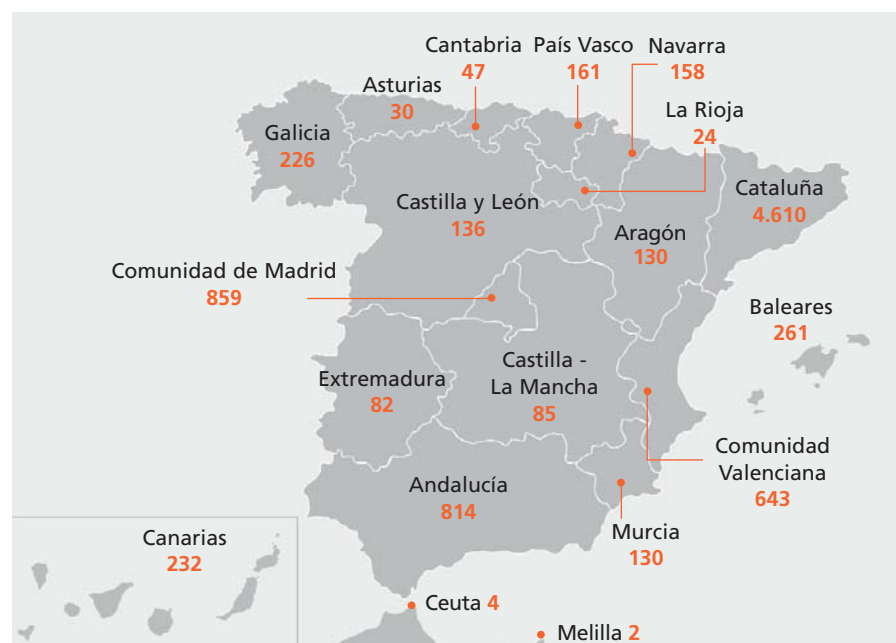 Cantabria
47
País Vasco
161
Navarra
158
Asturias
30
La Rioja
24
Galicia
226
Cataluña
4.610
Castilla y León
136
Aragón
130
Comunidad de Madrid
859
Baleares
261
Castilla -
La Mancha
85
Extremadura
82
Comunidad
Valenciana
643
Andalucía
814
Murcia
130
Canarias
232
Ceuta 4
Melilla 2